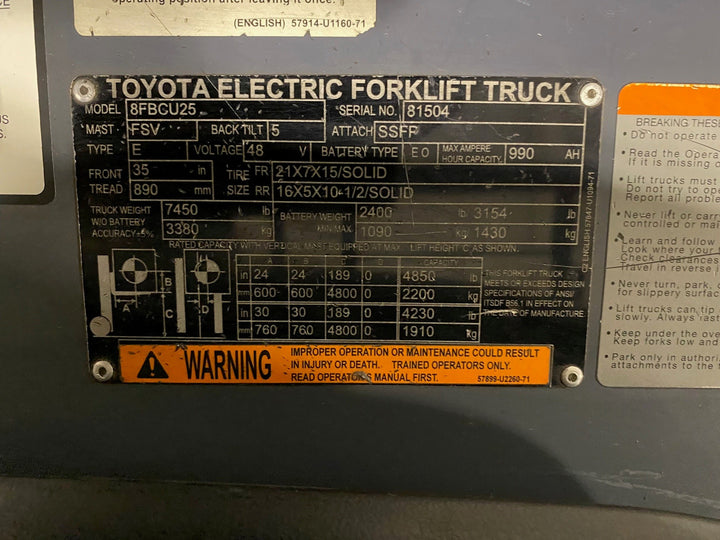 operating position after leaving it once.
(ENGLISH) 57914-U1160-71
TOYOTA ELECTRIC FORKLIFT TRUCK
MODEL 8FBCU25 SERIAL NO. 81504
MAST FSV BACK TILT 5 ATTACH SSFP
TYPE E VOLTAGE 48 V BATTERY TYPE EO MAX AMPERE HOUR CAPACITY 990 AH
FRONT 35 in TIRE FR 21X7X15/SOLID
TREAD 890 mm SIZE RR 16X5X10-1/2/SOLID
TRUCK WEIGHT 7450 lb BATTERY WEIGHT 2400 lb 3154 lb
W/O BATTERY ACCURACY±5% 3380 kg MIN MAX 1090 kg 1430 kg
RATED CAPACITY WITH VERTICAL MAST EQUIPPED AT MAX. LIFT HEIGHT C AS SHOWN.
A B C D CAPACITY
in 24 24 189 0 4850 lb
mm 600 600 4800 0 2200 kg
in 30 30 189 0 4230 lb
mm 760 760 4800 0 1910 kg
A B C D
THIS FORKLIFT TRUCK
MEETS OR EXCEEDS DESIGN
SPECIFICATIONS OF ANSI/
ITSDF B56.1 IN EFFECT ON
THE DATE OF MANUFACTURE.
C2 ENGLISH 57847-U1094-71
WARNING
IMPROPER OPERATION OR MAINTENANCE COULD RESULT
IN INJURY OR DEATH. TRAINED OPERATORS ONLY.
READ OPERATOR'S MANUAL FIRST. 57899-U2260-71
BREAKING THESE
• Do not operate
• Read the Opera
If it is missing o
• Lift trucks must
Do not try to op
Report all proble
• Never lift or carr
controlled or mai
• Learn and follow
Check clearances
Travel in reverse
• Never turn, park,
for slippery surfac
• Lift trucks can tip
slowly. Always fast
• Keep under the ove
Keep forks low and
• Park only in authori
attachments to the f